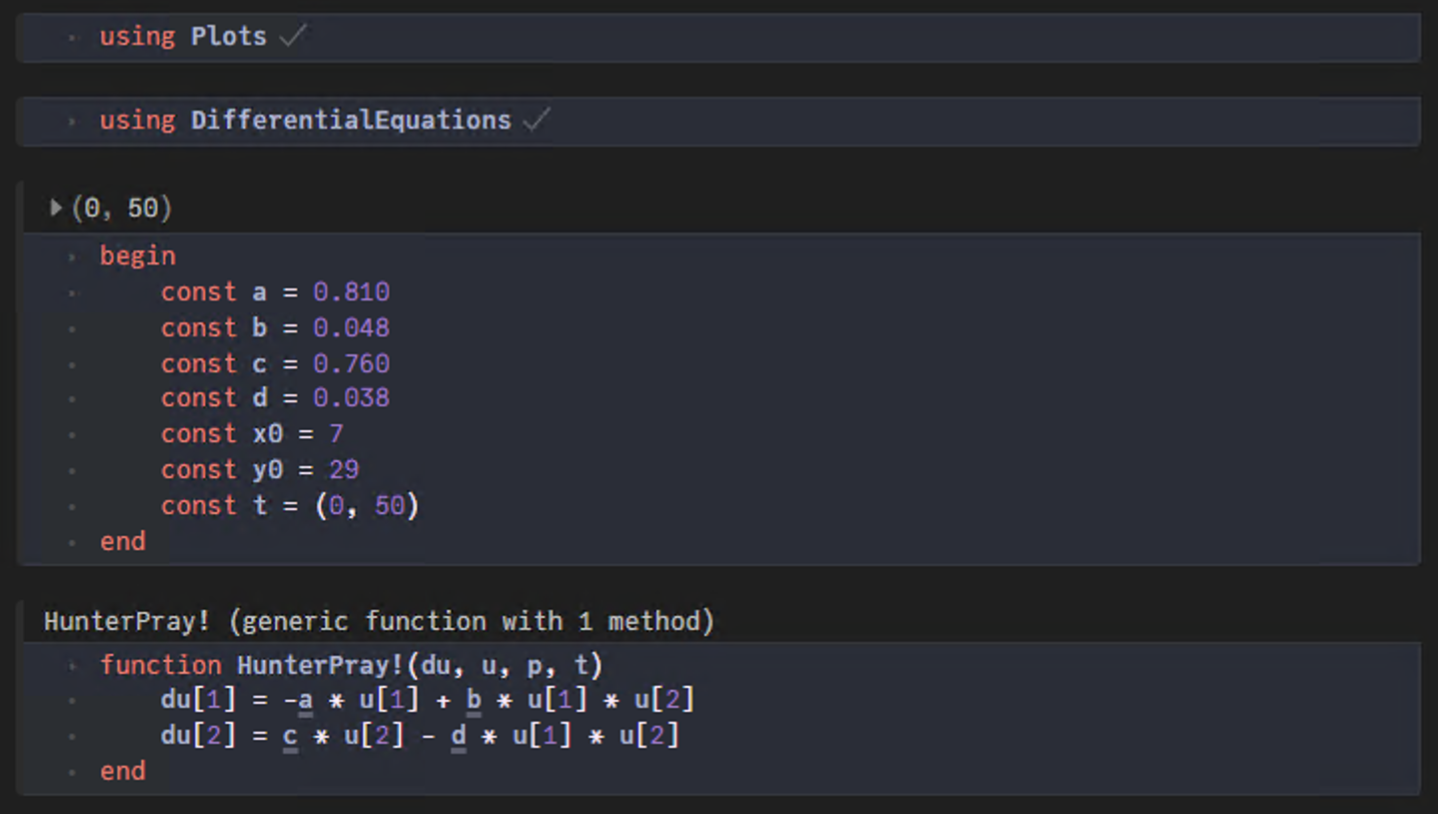 using Plots ✓
using DifferentialEquations ✓
(0, 50)
begin
    const a = 0.810
    const b = 0.048
    const c = 0.760
    const d = 0.038
    const x0 = 7
    const y0 = 29
    const t = (0, 50)
end
HunterPray! (generic function with 1 method)
function HunterPray!(du, u, p, t)
    du[1] = -a * u[1] + b * u[1] * u[2]
    du[2] = c * u[2] - d * u[1] * u[2]
end